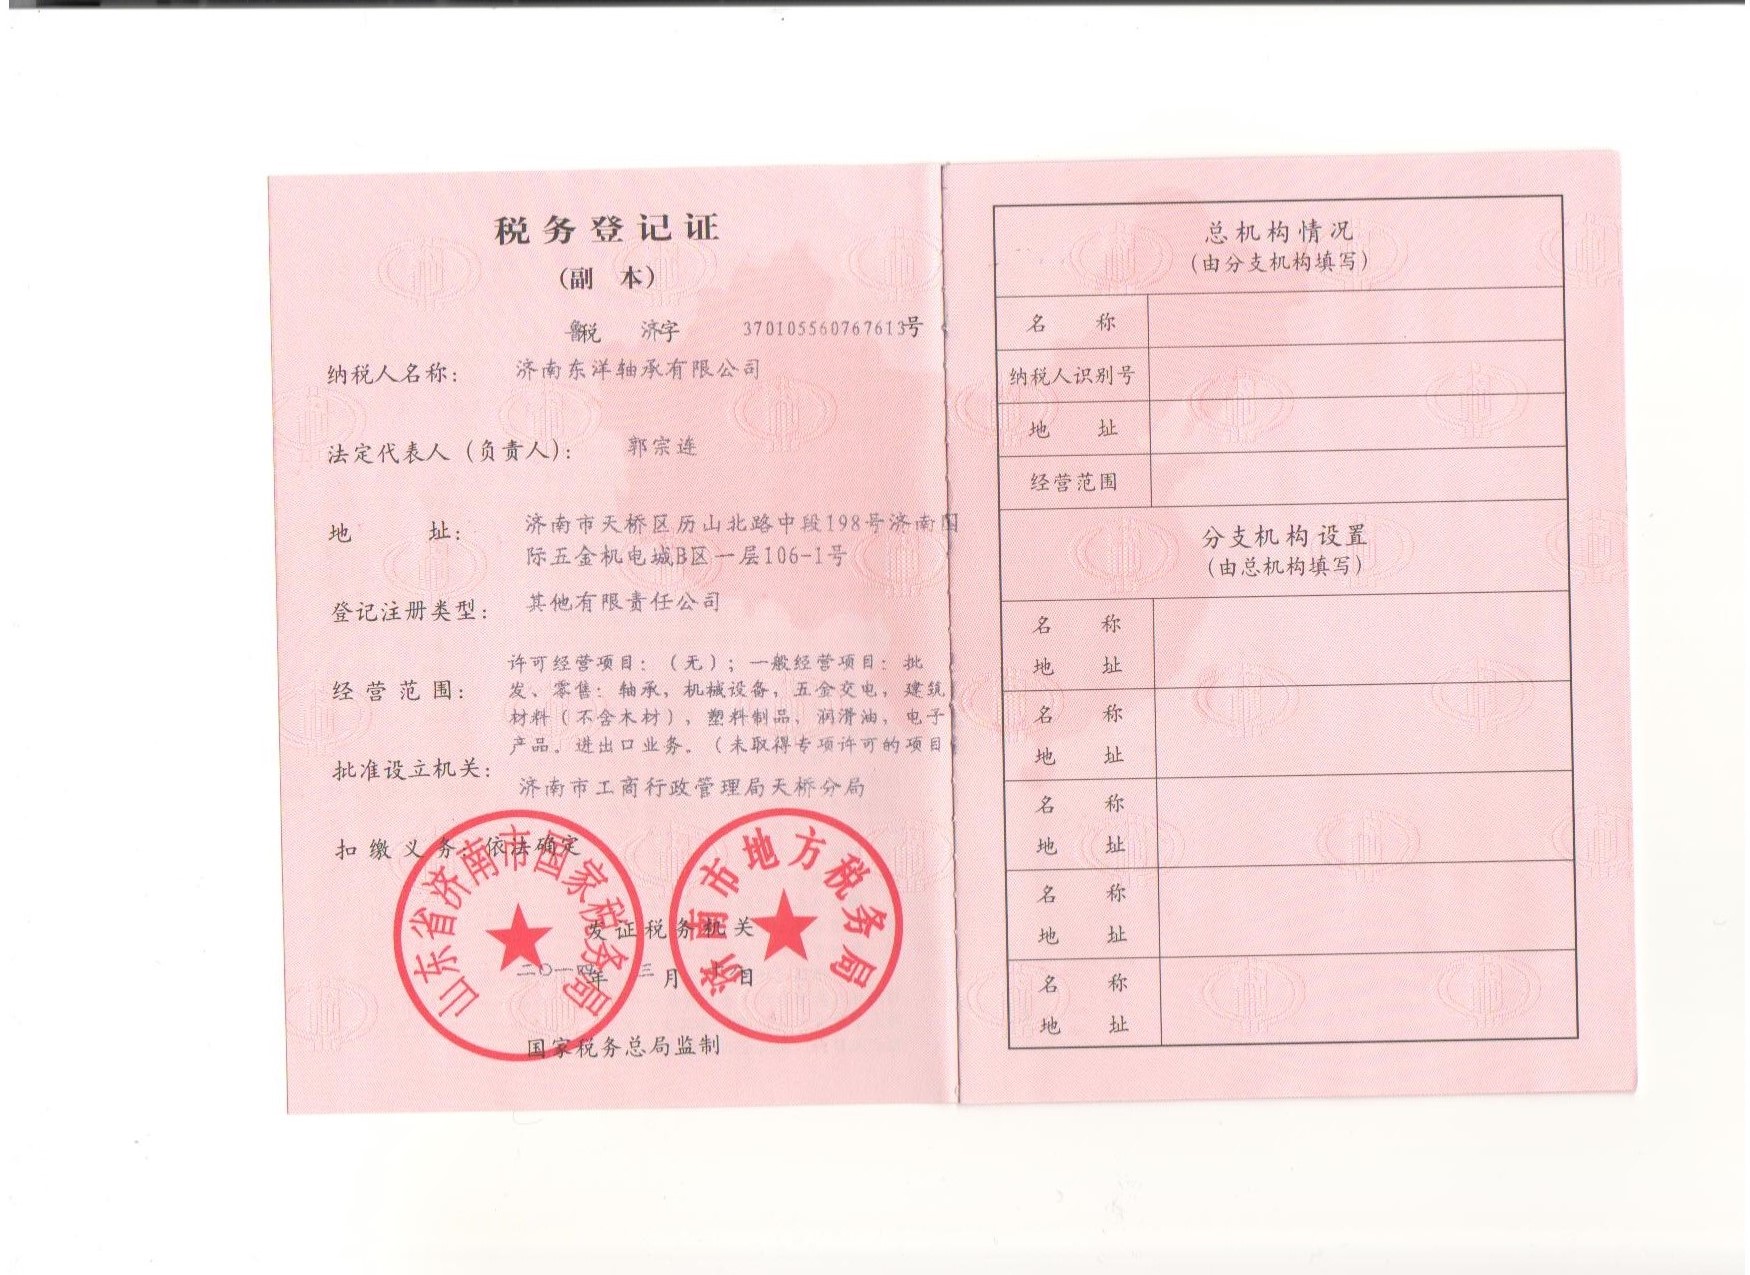 税务登记证
(副 本)
鲁税 济字 370105560767613号
纳税人名称: 济南东洋轴承有限公司
法定代表人(负责人): 郭宗连
地 址: 济南市天桥区历山北路中段198号济南国
际五金机电城B区一层106-1号
登记注册类型: 其他有限责任公司
经营范围: 许可经营项目:(无);一般经营项目:批
发、零售:轴承,机械设备,五金交电,建筑
材料(不含木材),塑料制品,润滑油,电子
产品。进出口业务。(未取得专项许可的项目
批准设立机关: 济南市工商行政管理局天桥分局
扣缴义务: 依法确定
山东省济南市国家税务局
济南市地方税务局
发证税务机关
二〇一四年 三月 日
国家税务总局监制
总机构情况
(由分支机构填写)
名 称
纳税人识别号
地 址
经营范围
分支机构设置
(由总机构填写)
名 称
地 址
名 称
地 址
名 称
地 址
名 称
地 址
名 称
地 址